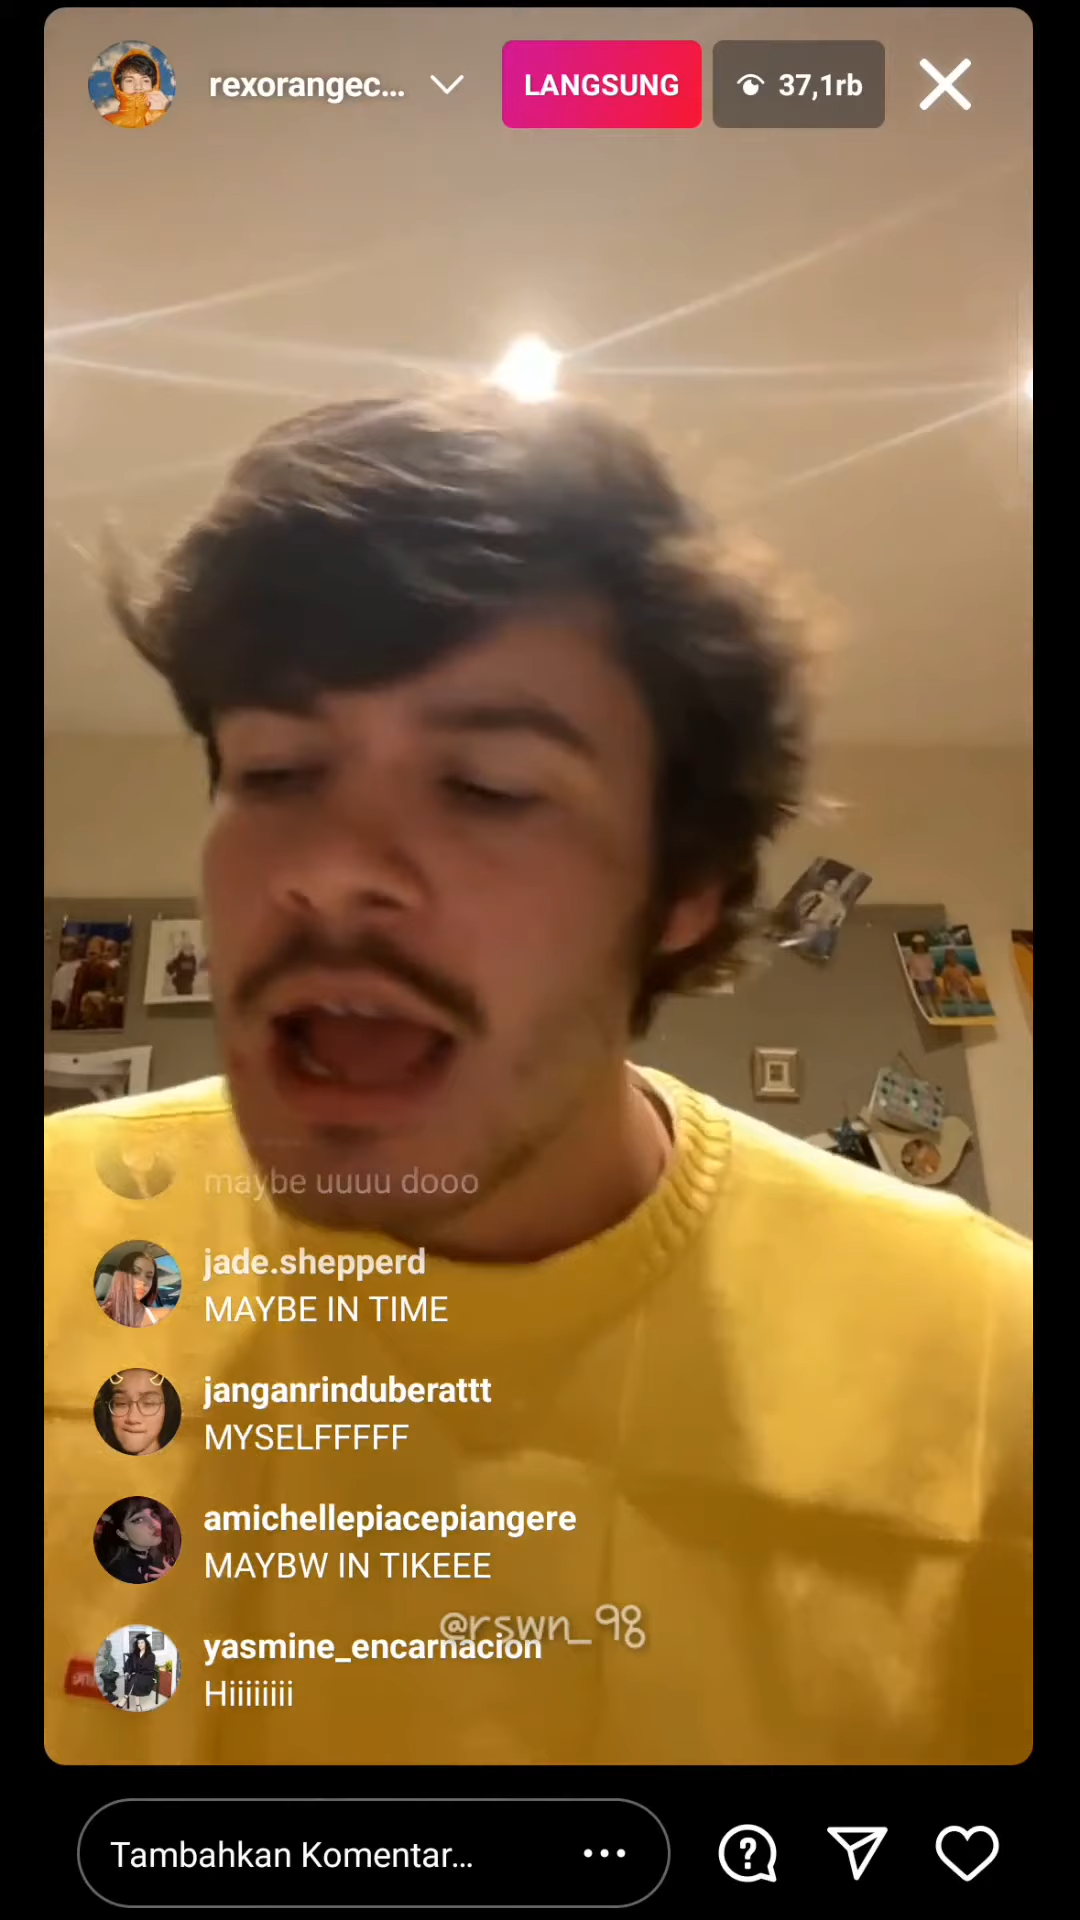 rexorangec...
LANGSUNG
37,1rb
maybe uuuu dooo
jade.shepperd
MAYBE IN TIME
janganrinduberattt
MYSELFFFFF
amichellepiacepiangere
MAYBW IN TIKEEE
@rswn_98
yasmine_encarnacion
Hiiiiiiii
Tambahkan Komentar...